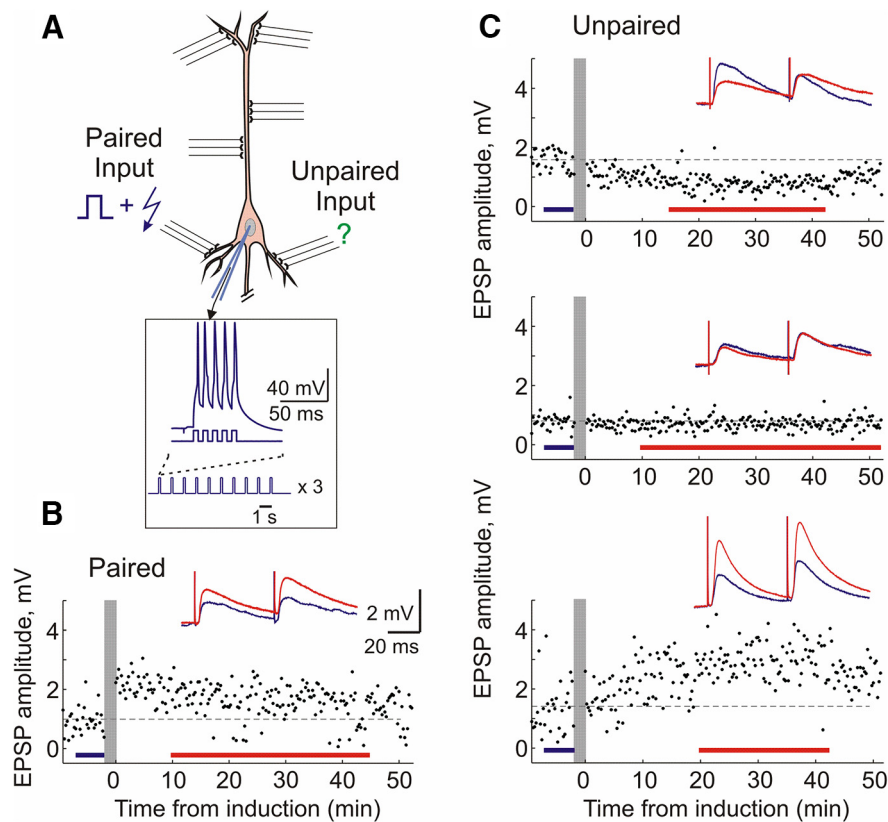 A
Paired
Input
+
Unpaired
Input
?
40 mV
50 ms
x 3
1 s
B
Paired
EPSP amplitude, mV
4
2
0
2 mV
20 ms
0
10
20
30
40
50
Time from induction (min)
C
Unpaired
EPSP amplitude, mV
4
2
0
0
10
20
30
40
50
4
2
0
0
10
20
30
40
50
EPSP amplitude, mV
4
2
0
0
10
20
30
40
50
Time from induction (min)